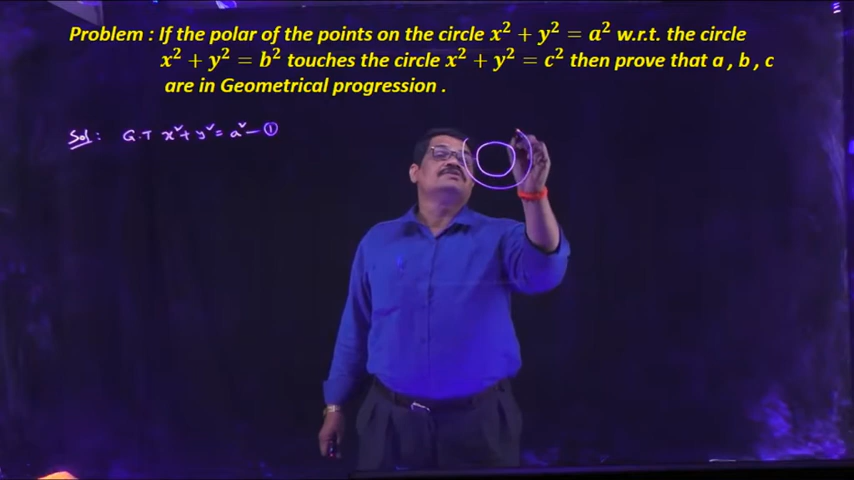 Problem : If the polar of the points on the circle x² + y² = a² w.r.t. the circle
x² + y² = b² touches the circle x² + y² = c² then prove that a , b , c
are in Geometrical progression .
Sol : G.T x² + y² = a² — ①